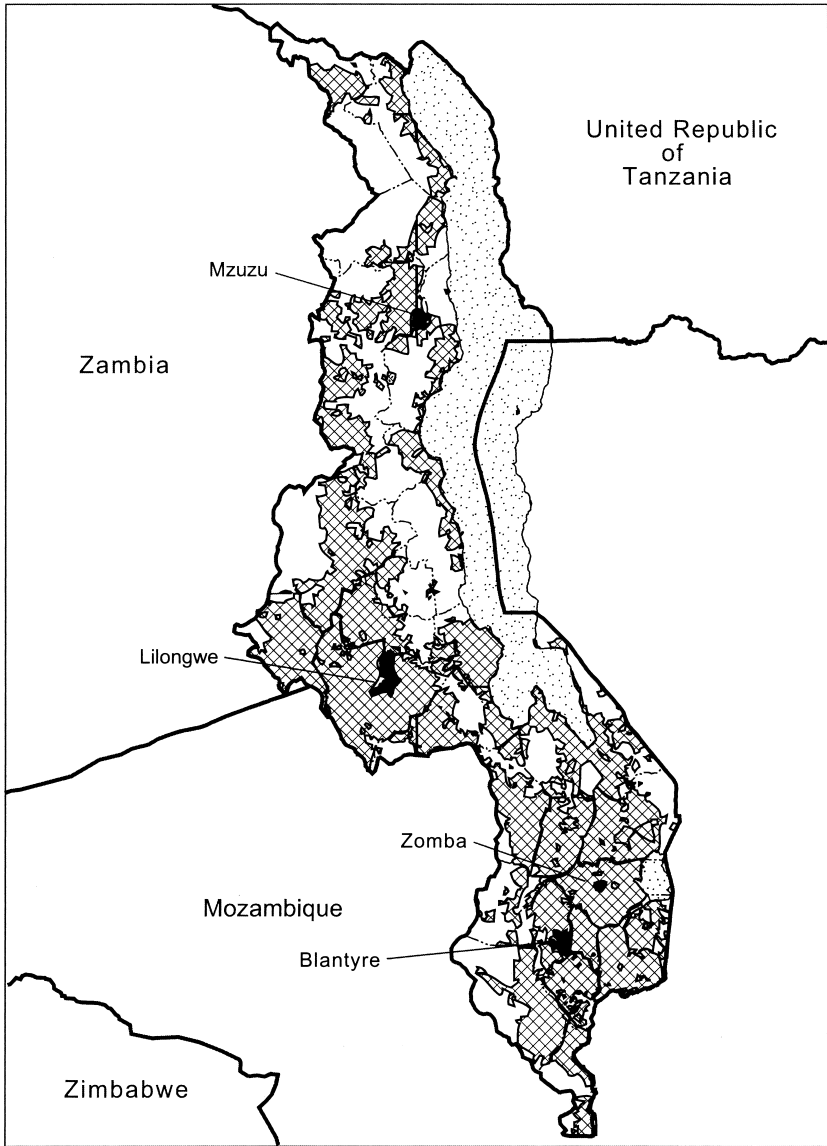 United Republic
of
Tanzania
Mzuzu
Zambia
Lilongwe
Zomba
Mozambique
Blantyre
Zimbabwe